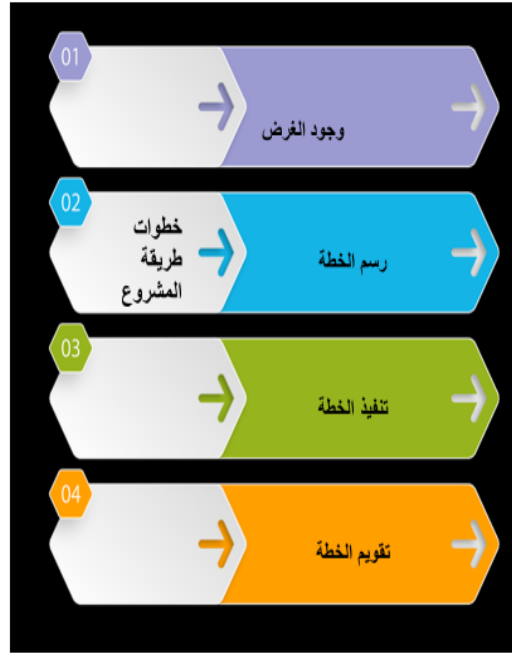 01
وجود الغرض
02
خطوات
طريقة
المشروع
رسم الخطة
03
تنفيذ الخطة
04
تقويم الخطة